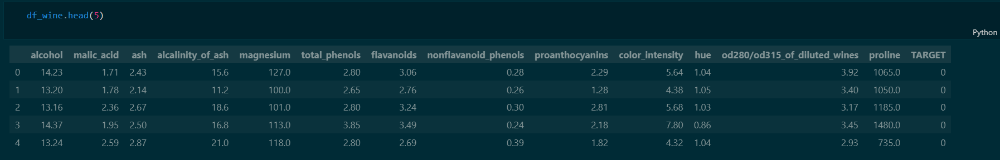 df_wine.head(5)
Python
alcohol malic_acid ash alcalinity_of_ash magnesium total_phenols flavanoids nonflavanoid_phenols proanthocyanins color_intensity hue od280/od315_of_diluted_wines proline TARGET
0 14.23 1.71 2.43 15.6 127.0 2.80 3.06 0.28 2.29 5.64 1.04 3.92 1065.0 0
1 13.20 1.78 2.14 11.2 100.0 2.65 2.76 0.26 1.28 4.38 1.05 3.40 1050.0 0
2 13.16 2.36 2.67 18.6 101.0 2.80 3.24 0.30 2.81 5.68 1.03 3.17 1185.0 0
3 14.37 1.95 2.50 16.8 113.0 3.85 3.49 0.24 2.18 7.80 0.86 3.45 1480.0 0
4 13.24 2.59 2.87 21.0 118.0 2.80 2.69 0.39 1.82 4.32 1.04 2.93 735.0 0